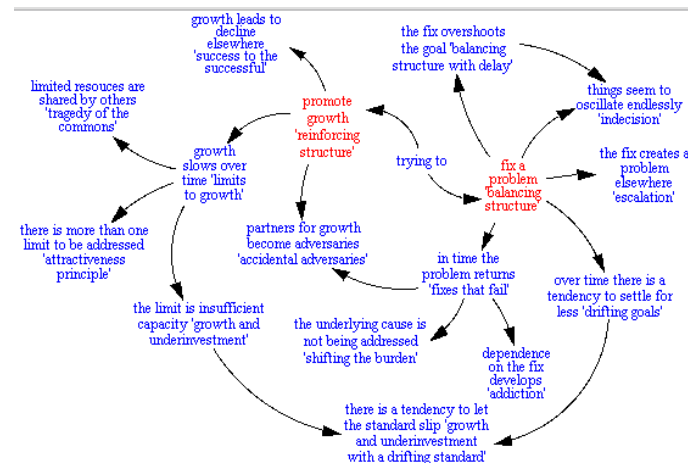 growth leads to
decline
elsewhere
'success to the
successful'
the fix overshoots
the goal 'balancing
structure with delay'
limited resouces are
shared by others
'tragedy of the
commons'
promote
growth
'reinforcing
structure'
things seem to
oscillate endlessly
'indecision'
growth
slows over
time 'limits
to growth'
trying to
fix a
problem
'balancing
structure'
the fix creates a
problem
elsewhere
'escalation'
there is more than one
limit to be addressed
'attractiveness
principle'
partners for growth
become adversaries
'accidental adversaries'
in time the
problem returns
'fixes that fail'
over time there is a
tendency to settle for
less 'drifting goals'
the limit is insufficient
capacity 'growth and
underinvestment'
the underlying cause is
not being addressed
'shifting the burden'
dependence
on the fix
develops
'addiction'
there is a tendency to let
the standard slip 'growth
and underinvestment
with a drifting standard'